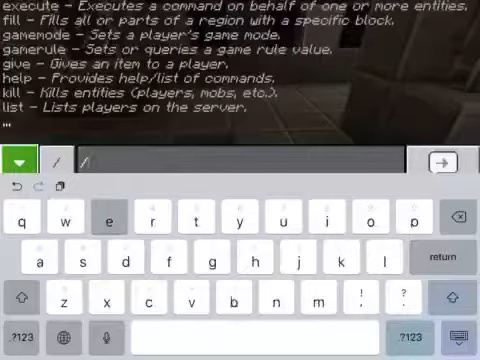 execute – Executes a command on behalf of one or more entities.
fill – Fills all or parts of a region with a specific block.
gamemode – Sets a player's game mode.
gamerule – Sets or queries a game rule value.
give – Gives an item to a player.
help – Provides help/list of commands.
kill – Kills entities (players, mobs, etc.).
list – Lists players on the server.
...
/ /
q w e r t y u i o p
a s d f g h j k l return
z x c v b n m ! , ? .
.?123 .?123